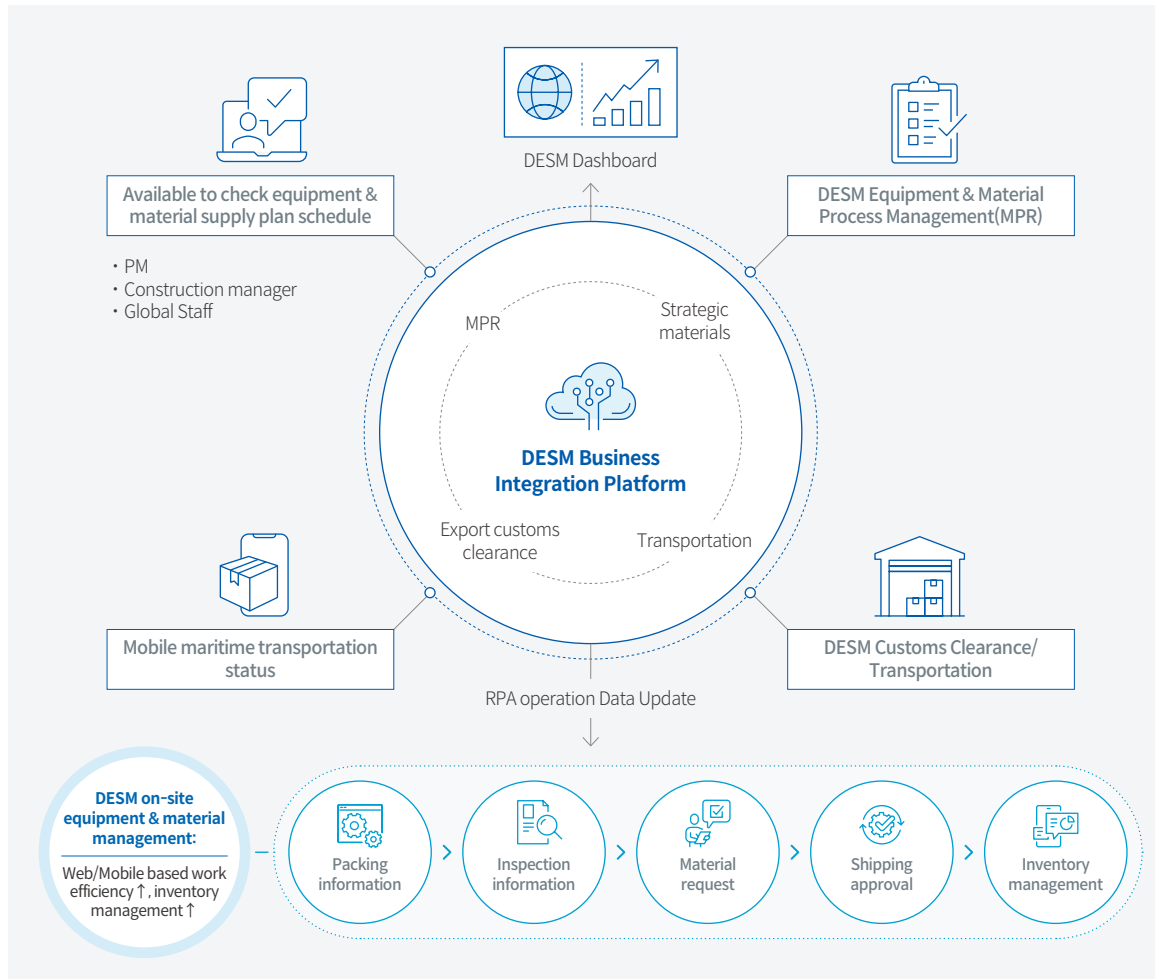 DESM Dashboard
Available to check equipment &
material supply plan schedule
・PM
・Construction manager
・Global Staff
DESM Equipment & Material
Process Management(MPR)
MPR
Strategic
materials
DESM Business
Integration Platform
Export customs
clearance
Transportation
Mobile maritime transportation
status
DESM Customs Clearance/
Transportation
RPA operation Data Update
DESM on-site
equipment & material
management:
Web/Mobile based work
efficiency ↑, inventory
management ↑
Packing
information
Inspection
information
Material
request
Shipping
approval
Inventory
management